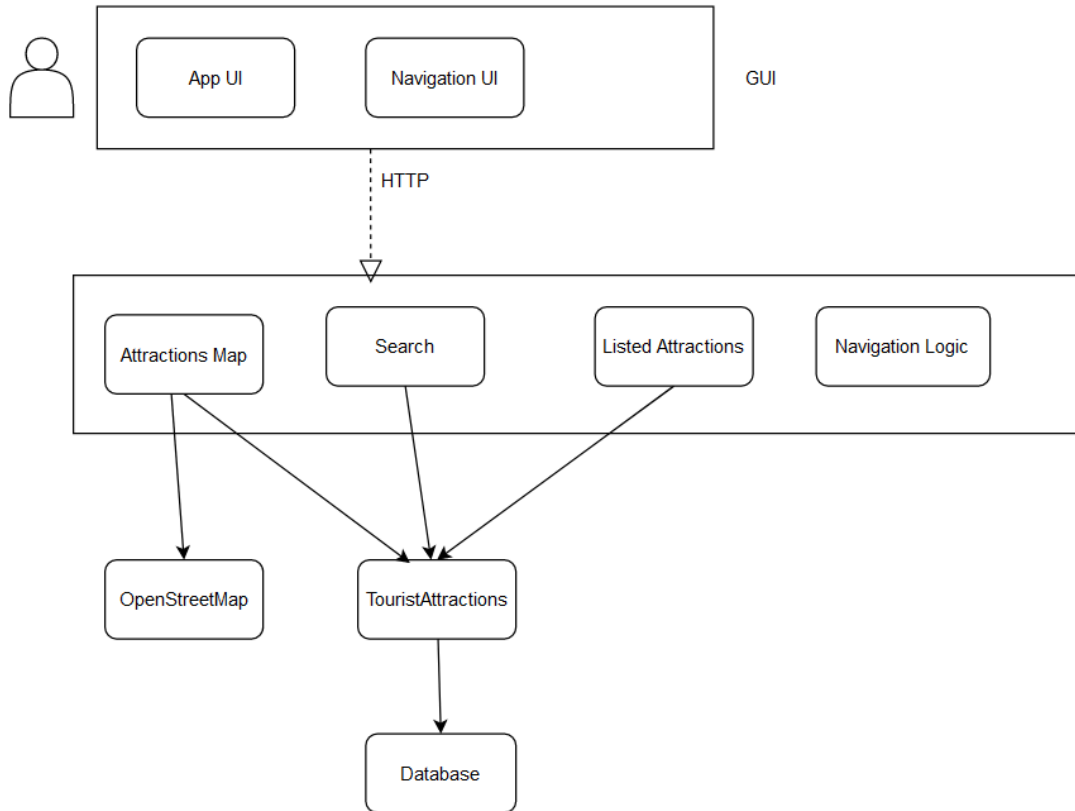 App UI
Navigation UI
GUI
HTTP
Attractions Map
Search
Listed Attractions
Navigation Logic
OpenStreetMap
TouristAttractions
Database